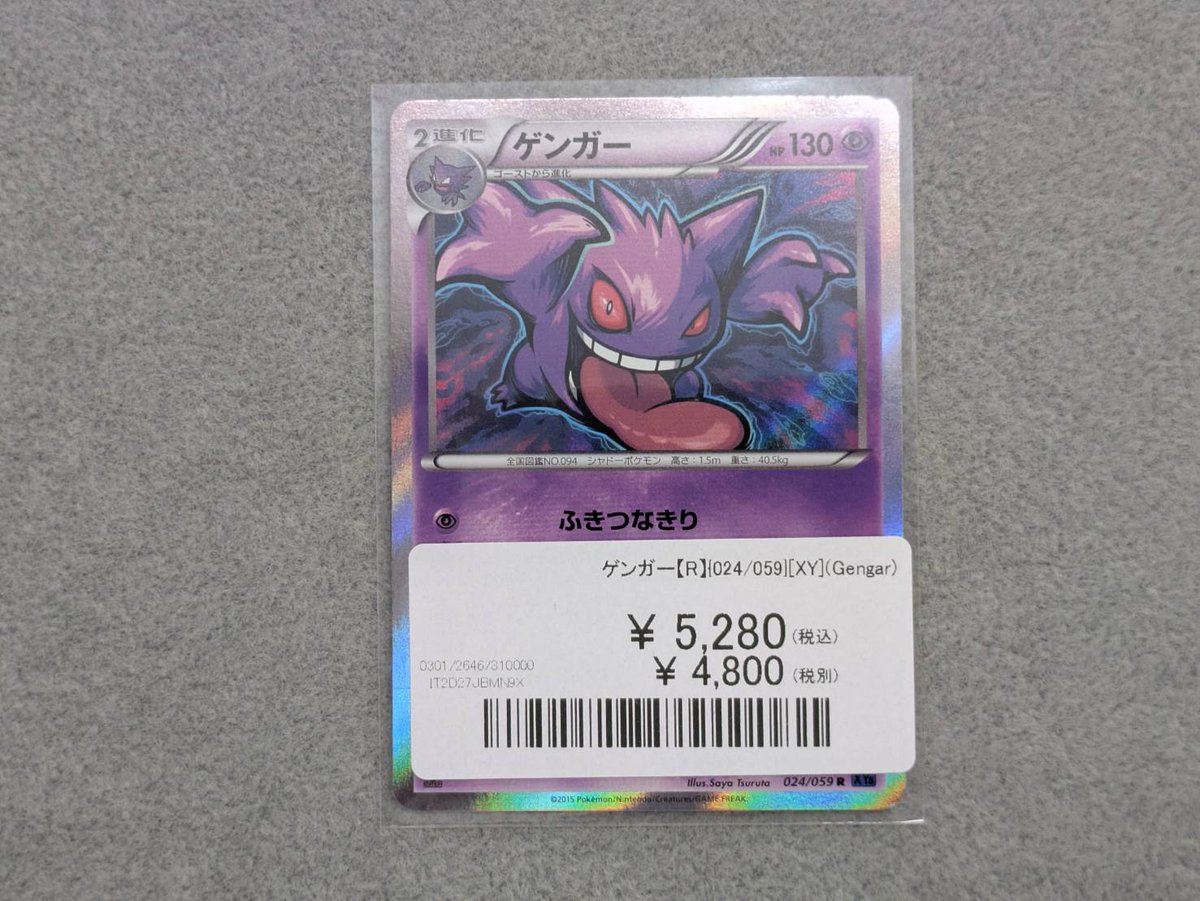 2進化 ゲンガー HP 130
ゴーストから進化
全国図鑑NO.094 シャドーポケモン 高さ:1.5m 重さ:40.5kg
ふきつなきり
ゲンガー【R】{024/059}[XY](Gengar)
¥ 5,280(税込)
¥ 4,800(税別)
0301/2646/310000
IT2D27JBMN9X
Illus.Saya Tsuruta 024/059 R
©2015 Pokémon/Nintendo/Creatures/GAME FREAK.